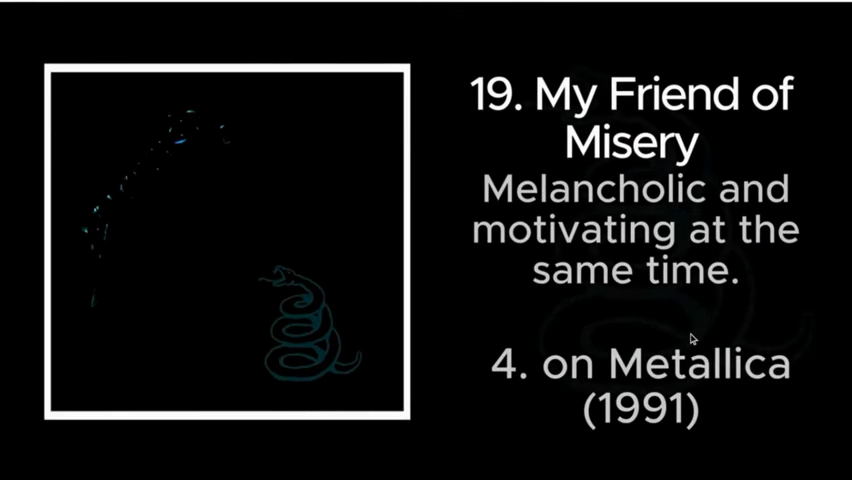 19. My Friend of
Misery
Melancholic and
motivating at the
same time.
4. on Metallica
(1991)